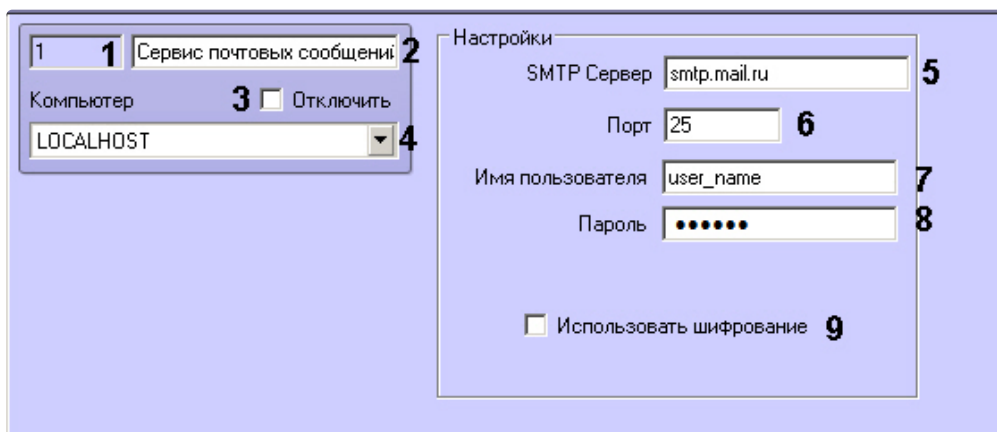 1 1 Сервис почтовых сообщений 2
Компьютер 3 Отключить
LOCALHOST 4
Настройки
SMTP Сервер smtp.mail.ru 5
Порт 25 6
Имя пользователя user_name 7
Пароль •••••• 8
Использовать шифрование 9